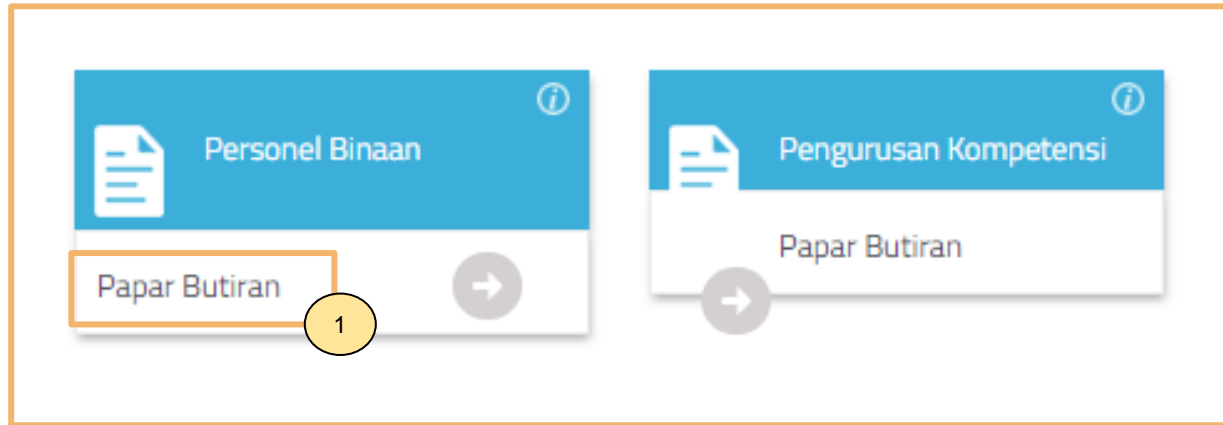 Personel Binaan
Papar Butiran
1
Pengurusan Kompetensi
Papar Butiran